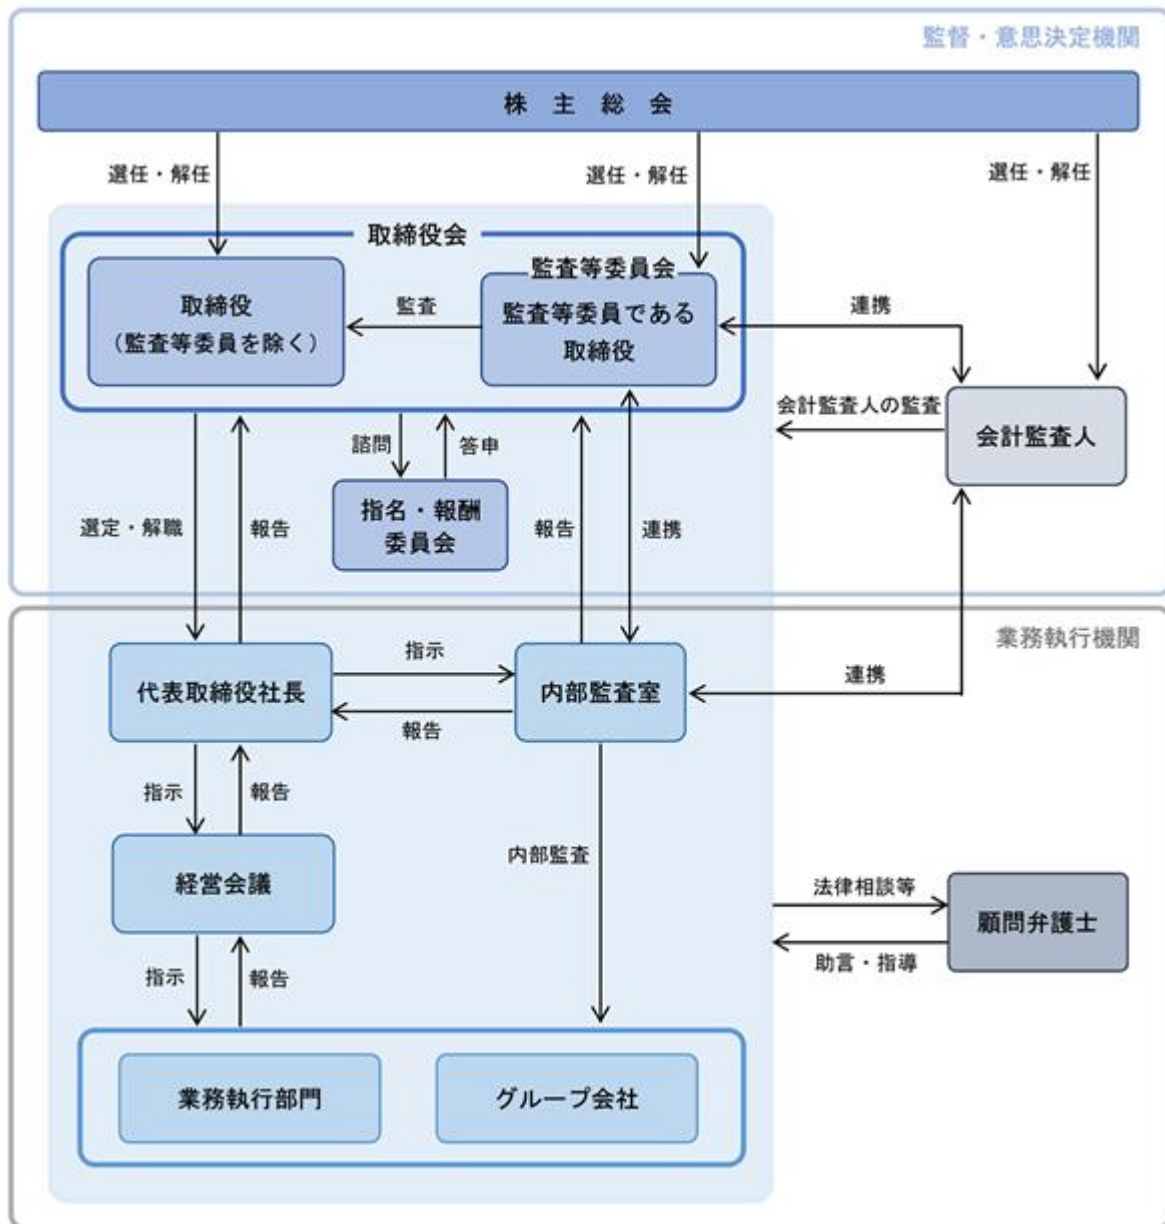 監督・意思決定機関
株 主 総 会
選任・解任
選任・解任
選任・解任
取締役会
監査等委員会
取締役
（監査等委員を除く）
監査
監査等委員である
取締役
連携
会計監査人の監査
会計監査人
諮問
答申
指名・報酬
委員会
選定・解職
報告
報告
連携
業務執行機関
代表取締役社長
指示
報告
内部監査室
連携
指示
報告
経営会議
内部監査
法律相談等
顧問弁護士
助言・指導
指示
報告
業務執行部門
グループ会社